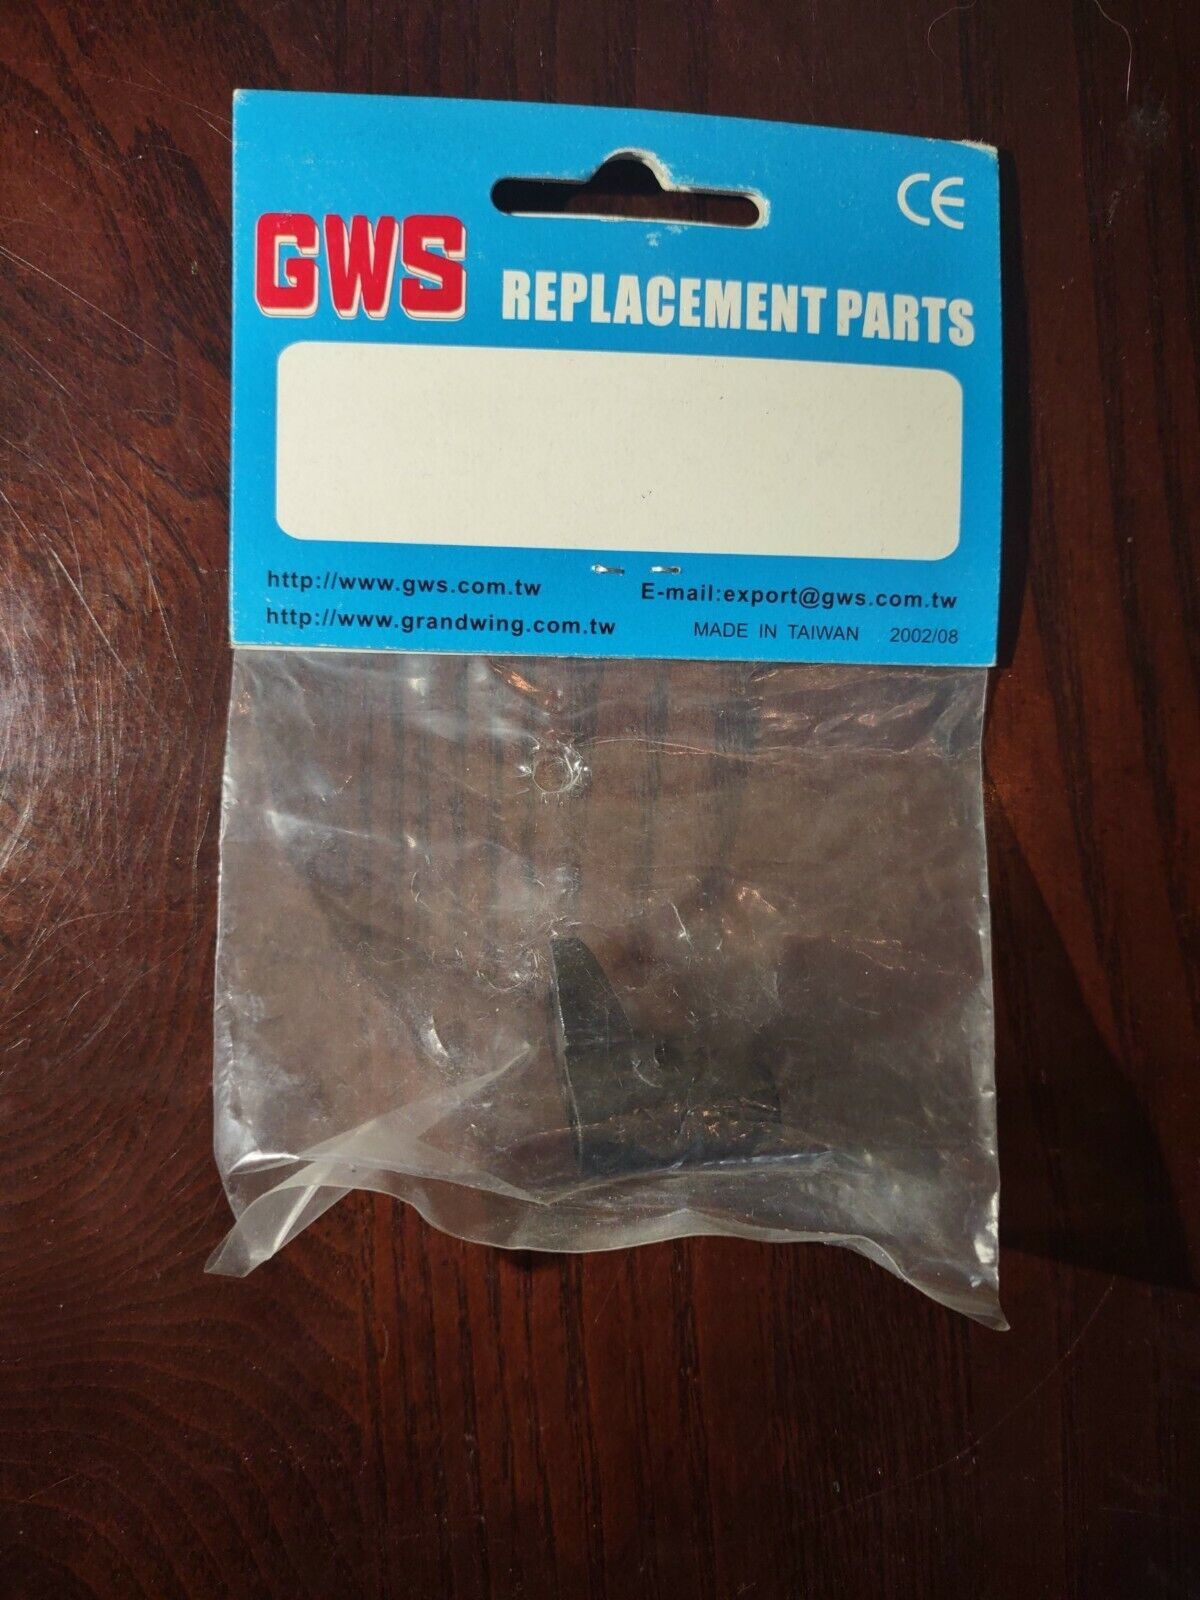 CE
GWS REPLACEMENT PARTS
http://www.gws.com.tw E-mail:export@gws.com.tw
http://www.grandwing.com.tw MADE IN TAIWAN 2002/08